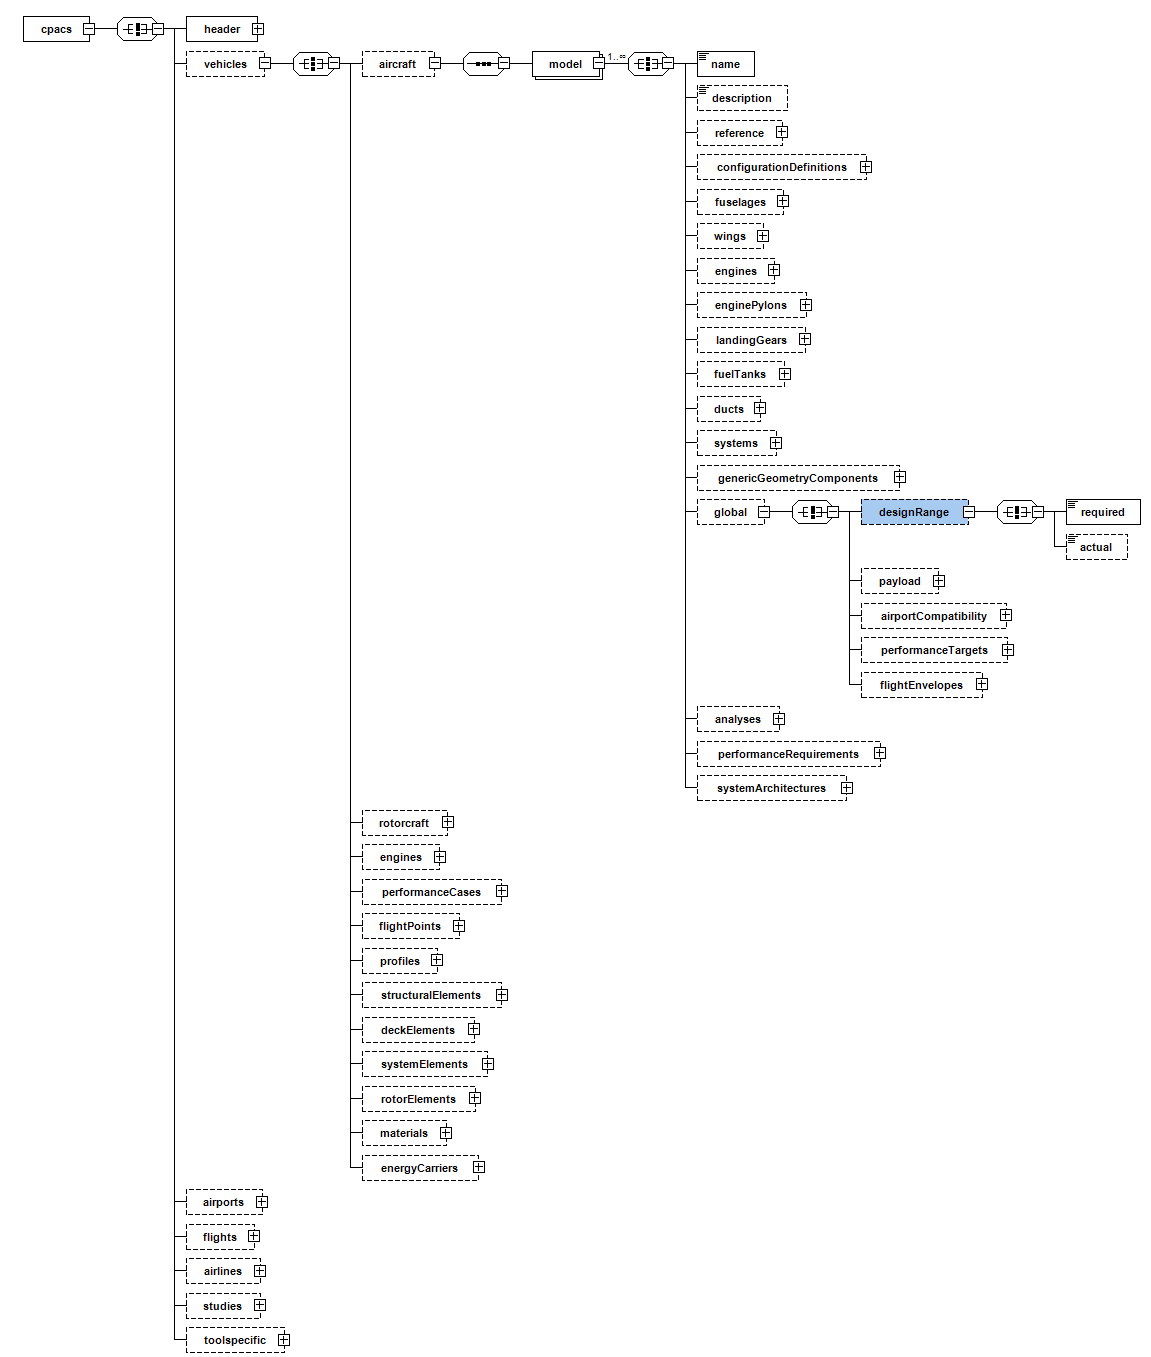 cpacs
header
vehicles
aircraft
model
1..∞
name
description
reference
configurationDefinitions
fuselages
wings
engines
enginePylons
landingGears
fuelTanks
ducts
systems
genericGeometryComponents
global
designRange
required
actual
payload
airportCompatibility
performanceTargets
flightEnvelopes
analyses
performanceRequirements
systemArchitectures
rotorcraft
engines
performanceCases
flightPoints
profiles
structuralElements
deckElements
systemElements
rotorElements
materials
energyCarriers
airports
flights
airlines
studies
toolspecific